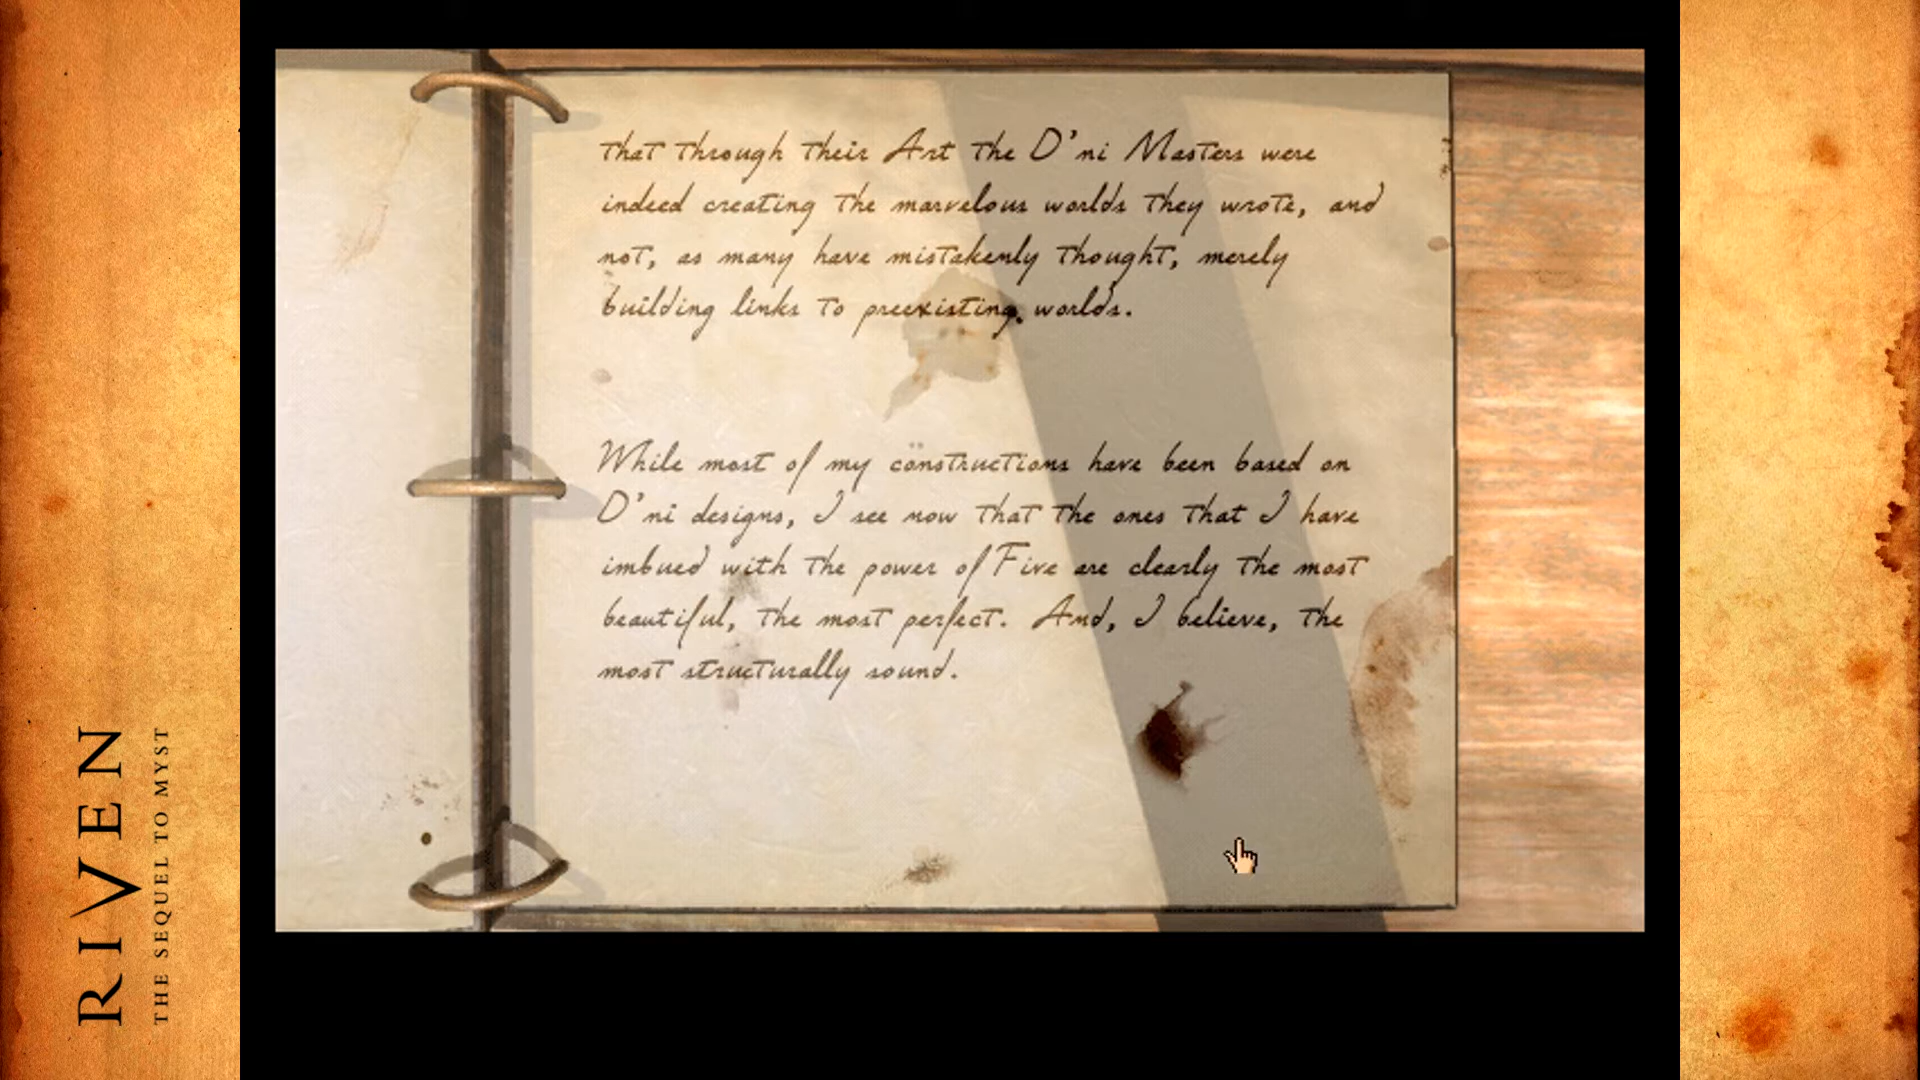 that through their Art the D'ni Masters were
indeed creating the marvelous worlds they wrote, and
not, as many have mistakenly thought, merely
building links to preexisting worlds.
While most of my constructions have been based on
D'ni designs, I see now that the ones that I have
imbued with the power of Five are clearly the most
beautiful, the most perfect. And, I believe, the
most structurally sound.
RIVEN
THE SEQUEL TO MYST